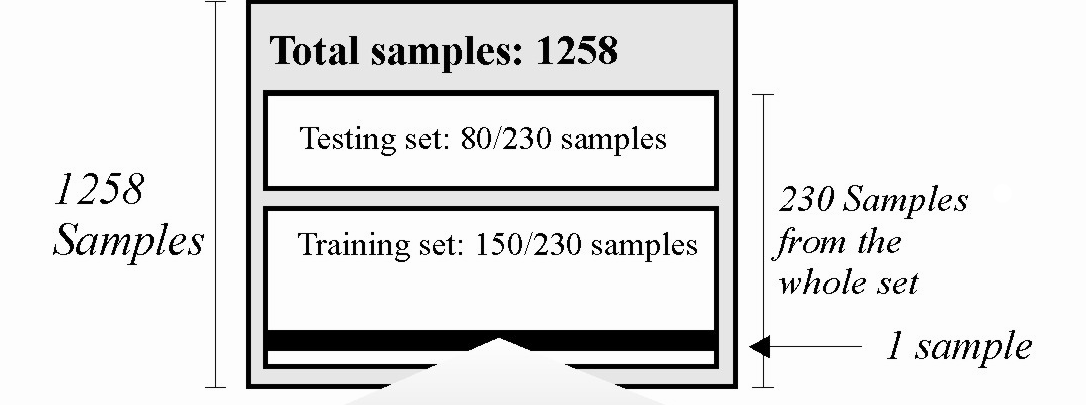 Total samples: 1258
Testing set: 80/230 samples
1258
Samples
230 Samples
from the
whole set
Training set: 150/230 samples
1 sample